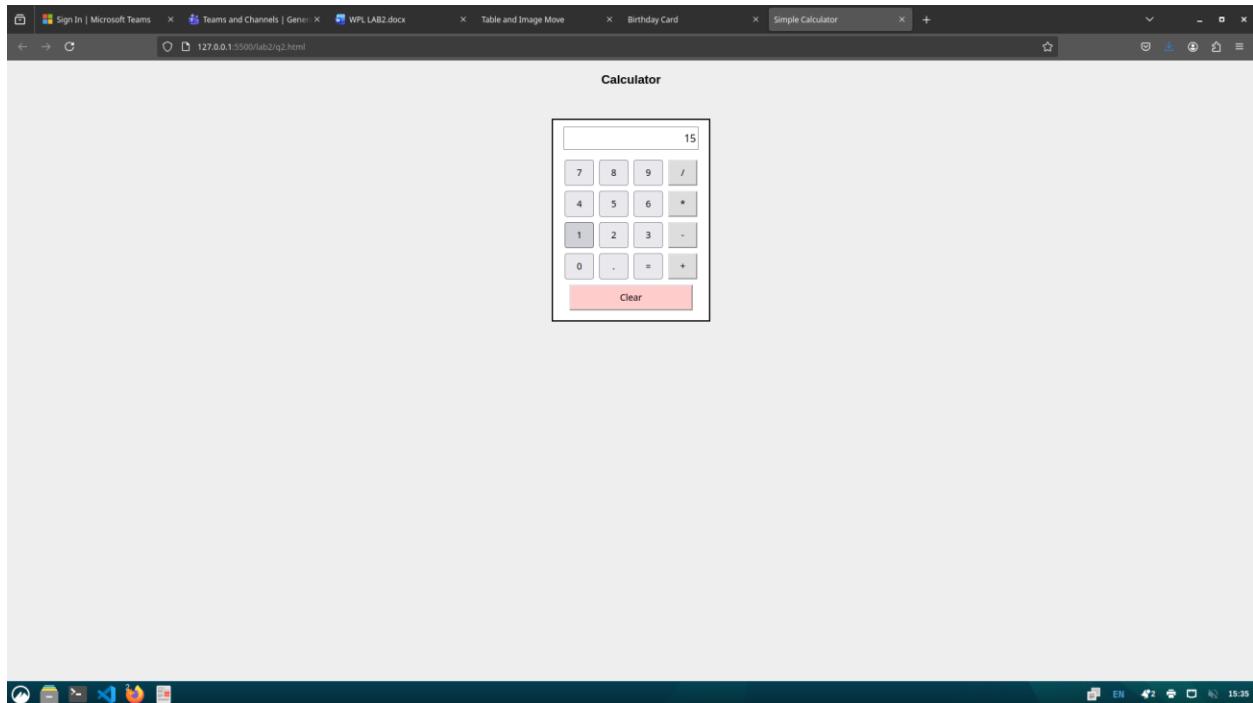 Sign In | Microsoft Teams Teams and Channels | Gener WPL LAB2.docx Table and Image Move Birthday Card Simple Calculator
127.0.0.1:5500/lab2/q2.html
Calculator
15
7 8 9 /
4 5 6 *
1 2 3 -
0 . = +
Clear
EN 2 15:35